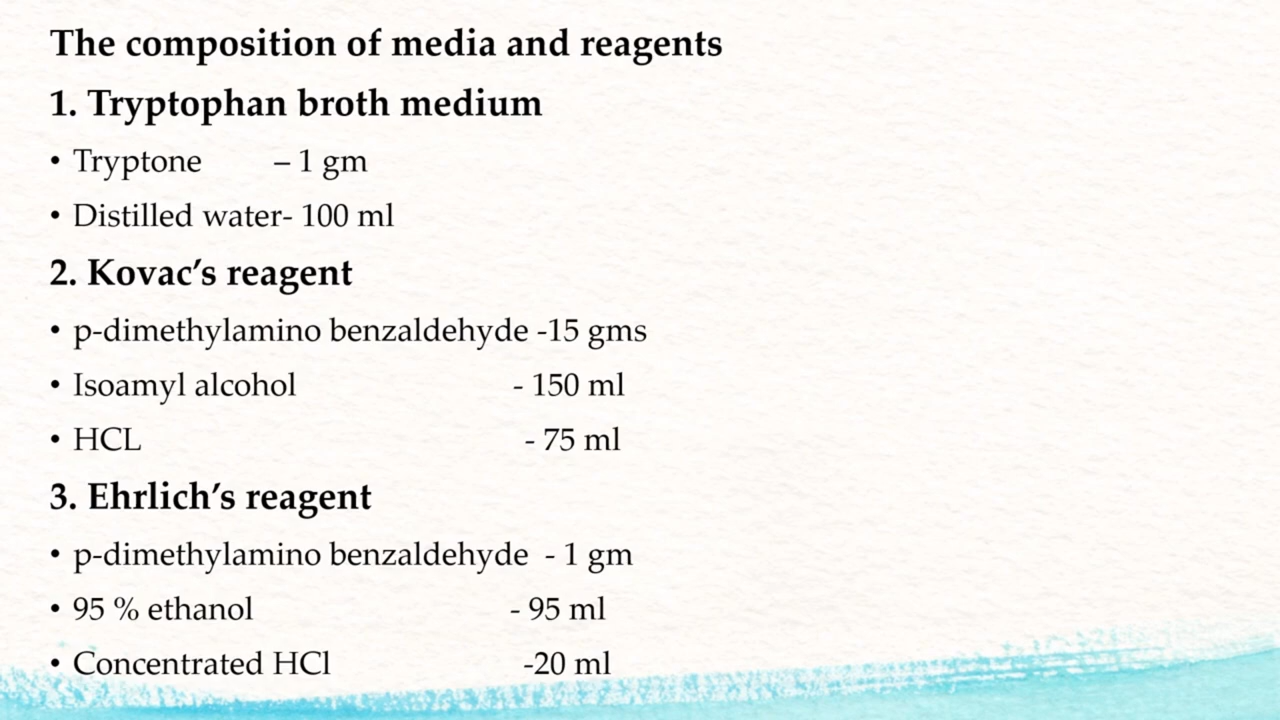 The composition of media and reagents
1. Tryptophan broth medium
• Tryptone – 1 gm
• Distilled water- 100 ml
2. Kovac’s reagent
• p-dimethylamino benzaldehyde -15 gms
• Isoamyl alcohol - 150 ml
• HCL - 75 ml
3. Ehrlich’s reagent
• p-dimethylamino benzaldehyde - 1 gm
• 95 % ethanol - 95 ml
• Concentrated HCl -20 ml